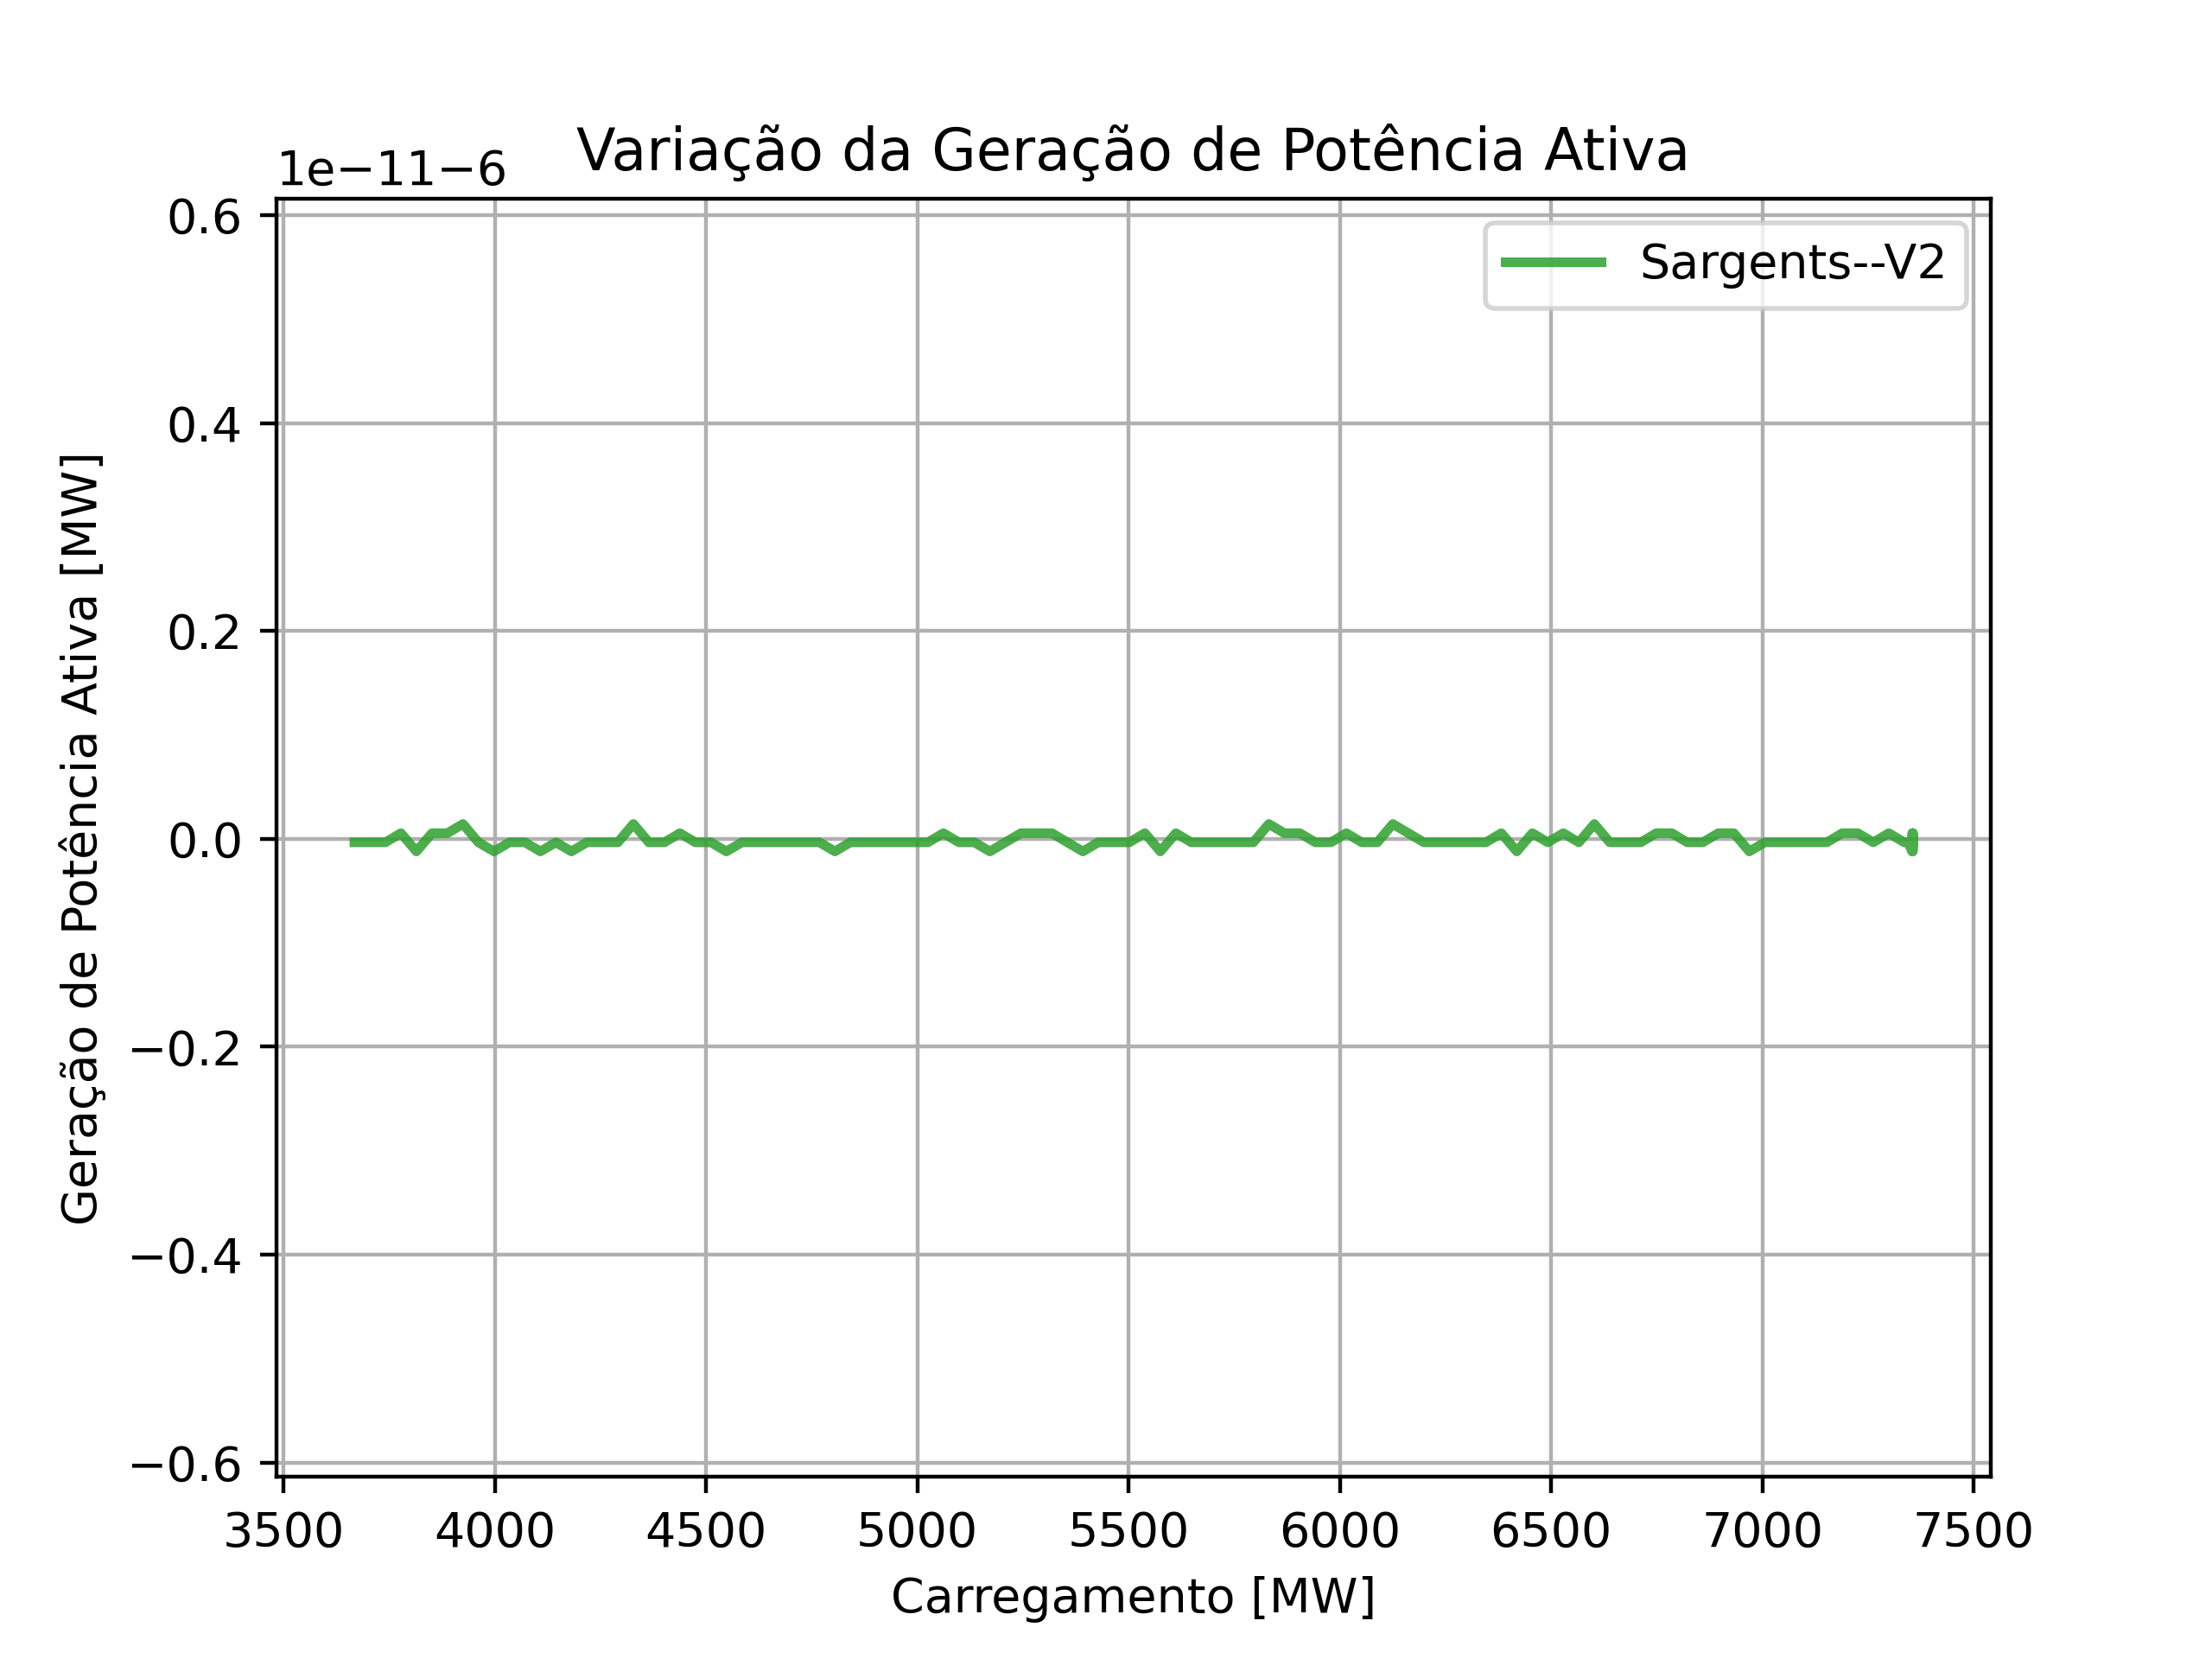 Variação da Geração de Potência Ativa
1e−11−6
Sargents--V2
Geração de Potência Ativa [MW]
0.6
0.4
0.2
0.0
−0.2
−0.4
−0.6
3500 4000 4500 5000 5500 6000 6500 7000 7500
Carregamento [MW]